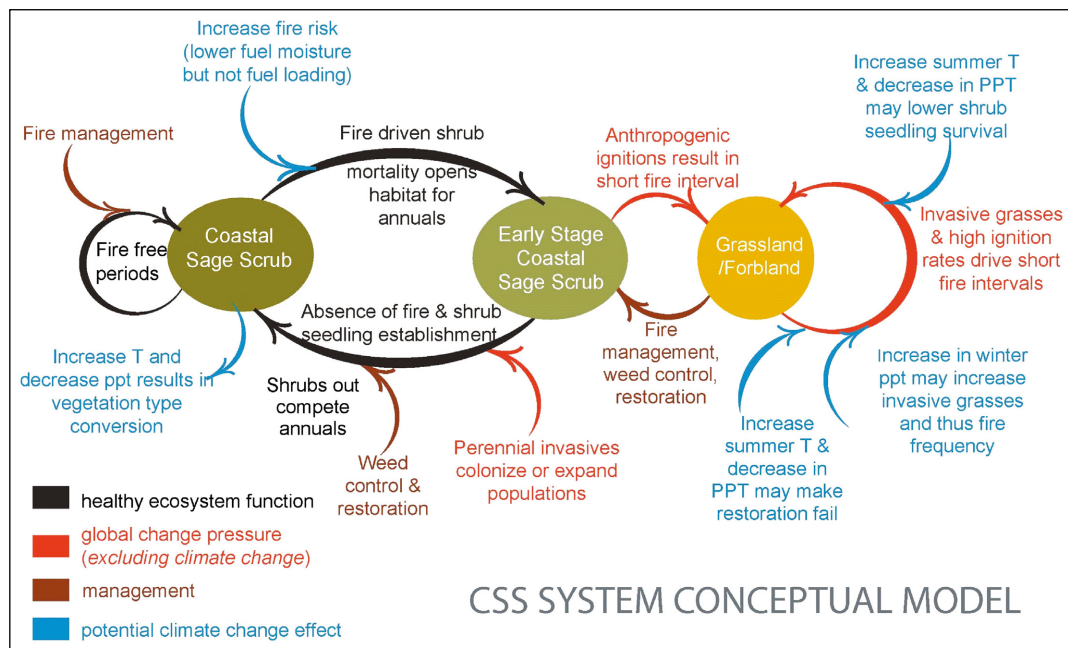 Increase fire risk
(lower fuel moisture
but not fuel loading)
Fire management
Fire driven shrub
mortality opens
habitat for
annuals
Anthropogenic
ignitions result in
short fire interval
Increase summer T
& decrease in PPT
may lower shrub
seedling survival
Fire free
periods
Coastal
Sage Scrub
Early Stage
Coastal
Sage Scrub
Grassland
/Forbland
Invasive grasses
& high ignition
rates drive short
fire intervals
Absence of fire & shrub
seedling establishment
Increase T and
decrease ppt results in
vegetation type
conversion
Shrubs out
compete
annuals
Weed
control &
restoration
Perennial invasives
colonize or expand
populations
Fire
management,
weed control,
restoration
Increase
summer T &
decrease in
PPT may make
restoration fail
Increase in winter
ppt may increase
invasive grasses
and thus fire
frequency
healthy ecosystem function
global change pressure
(excluding climate change)
management
potential climate change effect
CSS SYSTEM CONCEPTUAL MODEL